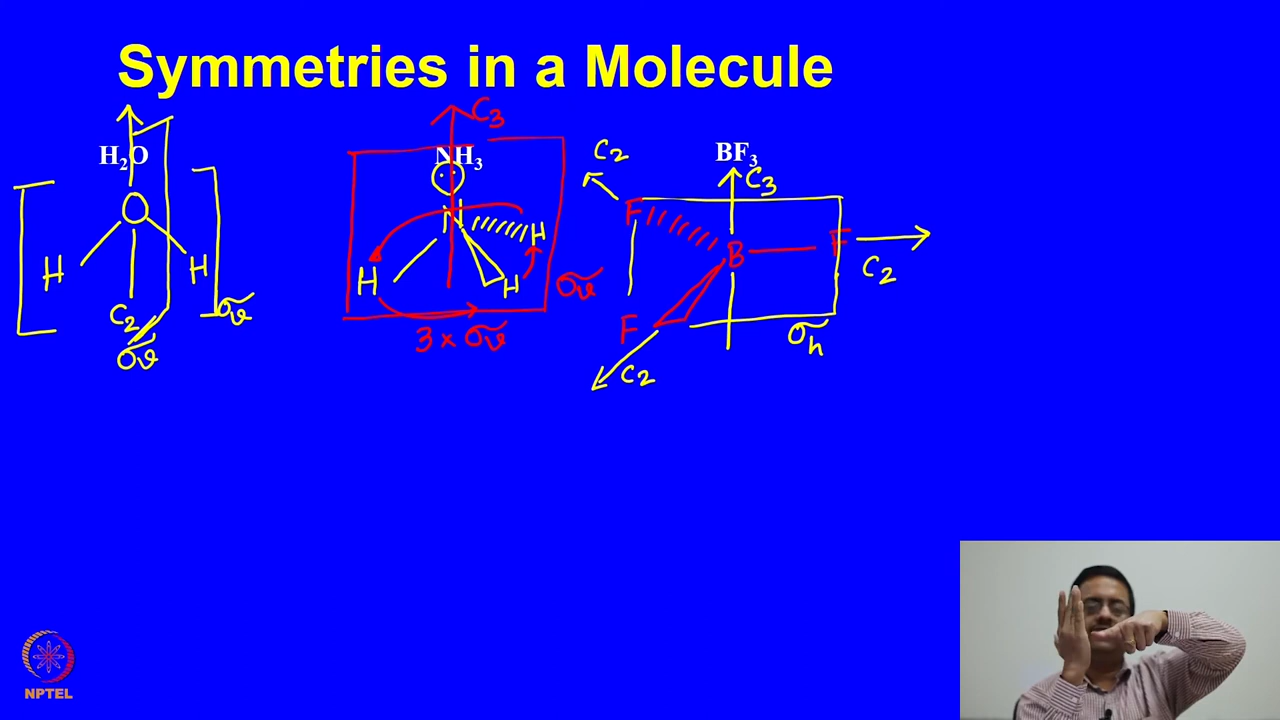 Symmetries in a Molecule
H₂O
O
H
H
C₂
σv
σv
NH₃
C₃
N
H
H
H
σv
3 × σv
BF₃
C₃
C₂
F
B
F
F
C₂
C₂
σh
NPTEL